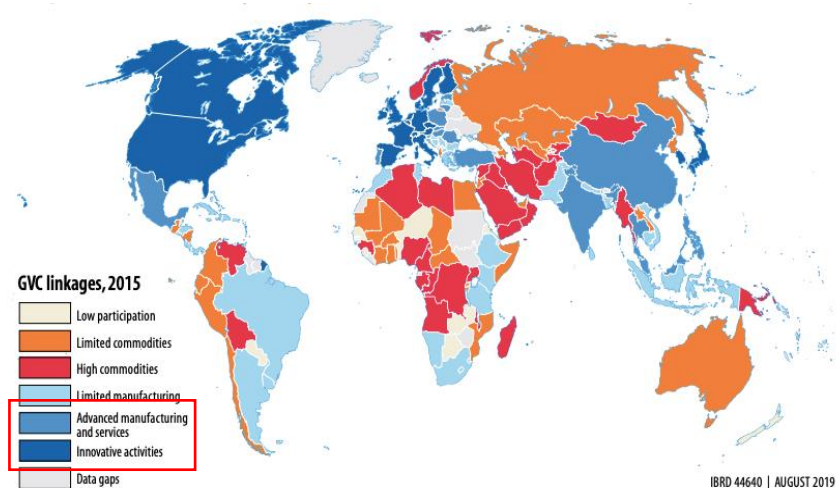 GVC linkages, 2015
Low participation
Limited commodities
High commodities
Limited manufacturing
Advanced manufacturing
and services
Innovative activities
Data gaps
IBRD 44640 | AUGUST 2019